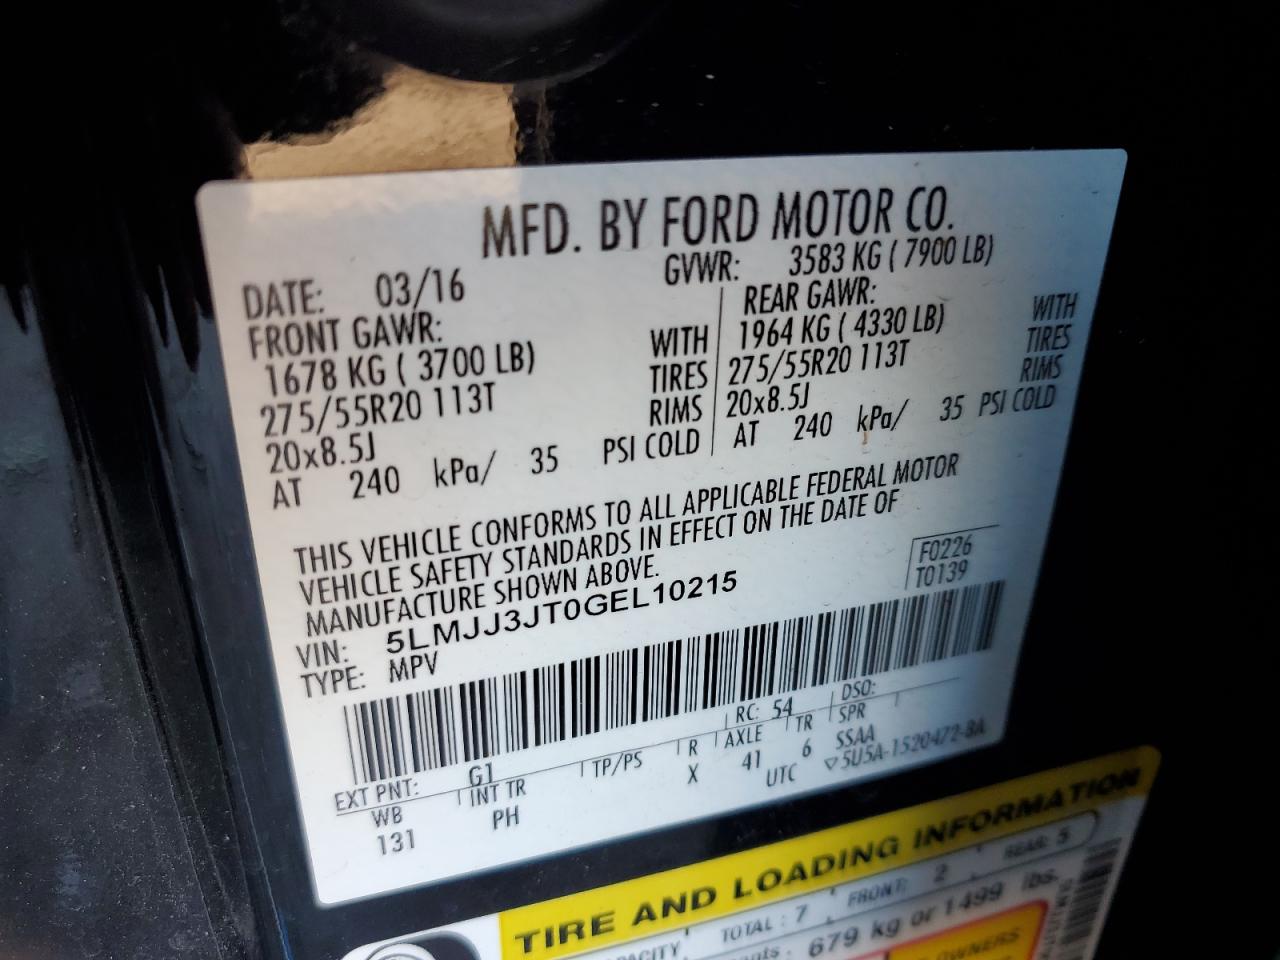 MFD. BY FORD MOTOR CO.
DATE: 03/16 GVWR: 3583 KG ( 7900 LB)
FRONT GAWR: REAR GAWR:
1678 KG ( 3700 LB) WITH 1964 KG ( 4330 LB) WITH
275/55R20 113T TIRES 275/55R20 113T TIRES
20x8.5J RIMS 20x8.5J RIMS
AT 240 kPa/ 35 PSI COLD AT 240 kPa/ 35 PSI COLD
THIS VEHICLE CONFORMS TO ALL APPLICABLE FEDERAL MOTOR
VEHICLE SAFETY STANDARDS IN EFFECT ON THE DATE OF
MANUFACTURE SHOWN ABOVE.
F0226
T0139
VIN: 5LMJJ3JT0GEL10215
TYPE: MPV
EXT PNT: G1 RC: 54 DSO:
WB INT TR TP/PS R AXLE TR SPR
131 PH X 41 6 SSAA
UTC ▽5U5A-1520472-BA
TIRE AND LOADING INFORMATION
TOTAL : 7 FRONT: 2 REAR: 5
679 kg or 1499 lbs.
OWNERS